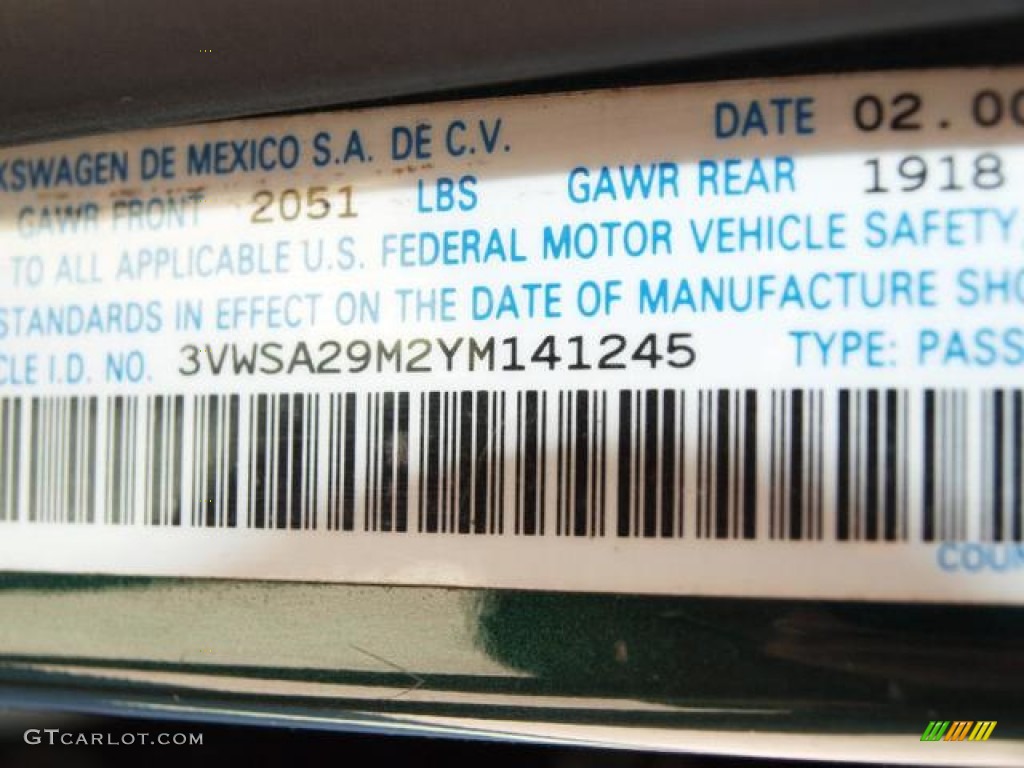 KSWAGEN DE MEXICO S.A. DE C.V. DATE 02.00
GAWR FRONT 2051 LBS GAWR REAR 1918
TO ALL APPLICABLE U.S. FEDERAL MOTOR VEHICLE SAFETY,
STANDARDS IN EFFECT ON THE DATE OF MANUFACTURE SHO
CLE I.D. NO. 3VWSA29M2YM141245 TYPE: PASS
COUN
GTCARLOT.COM